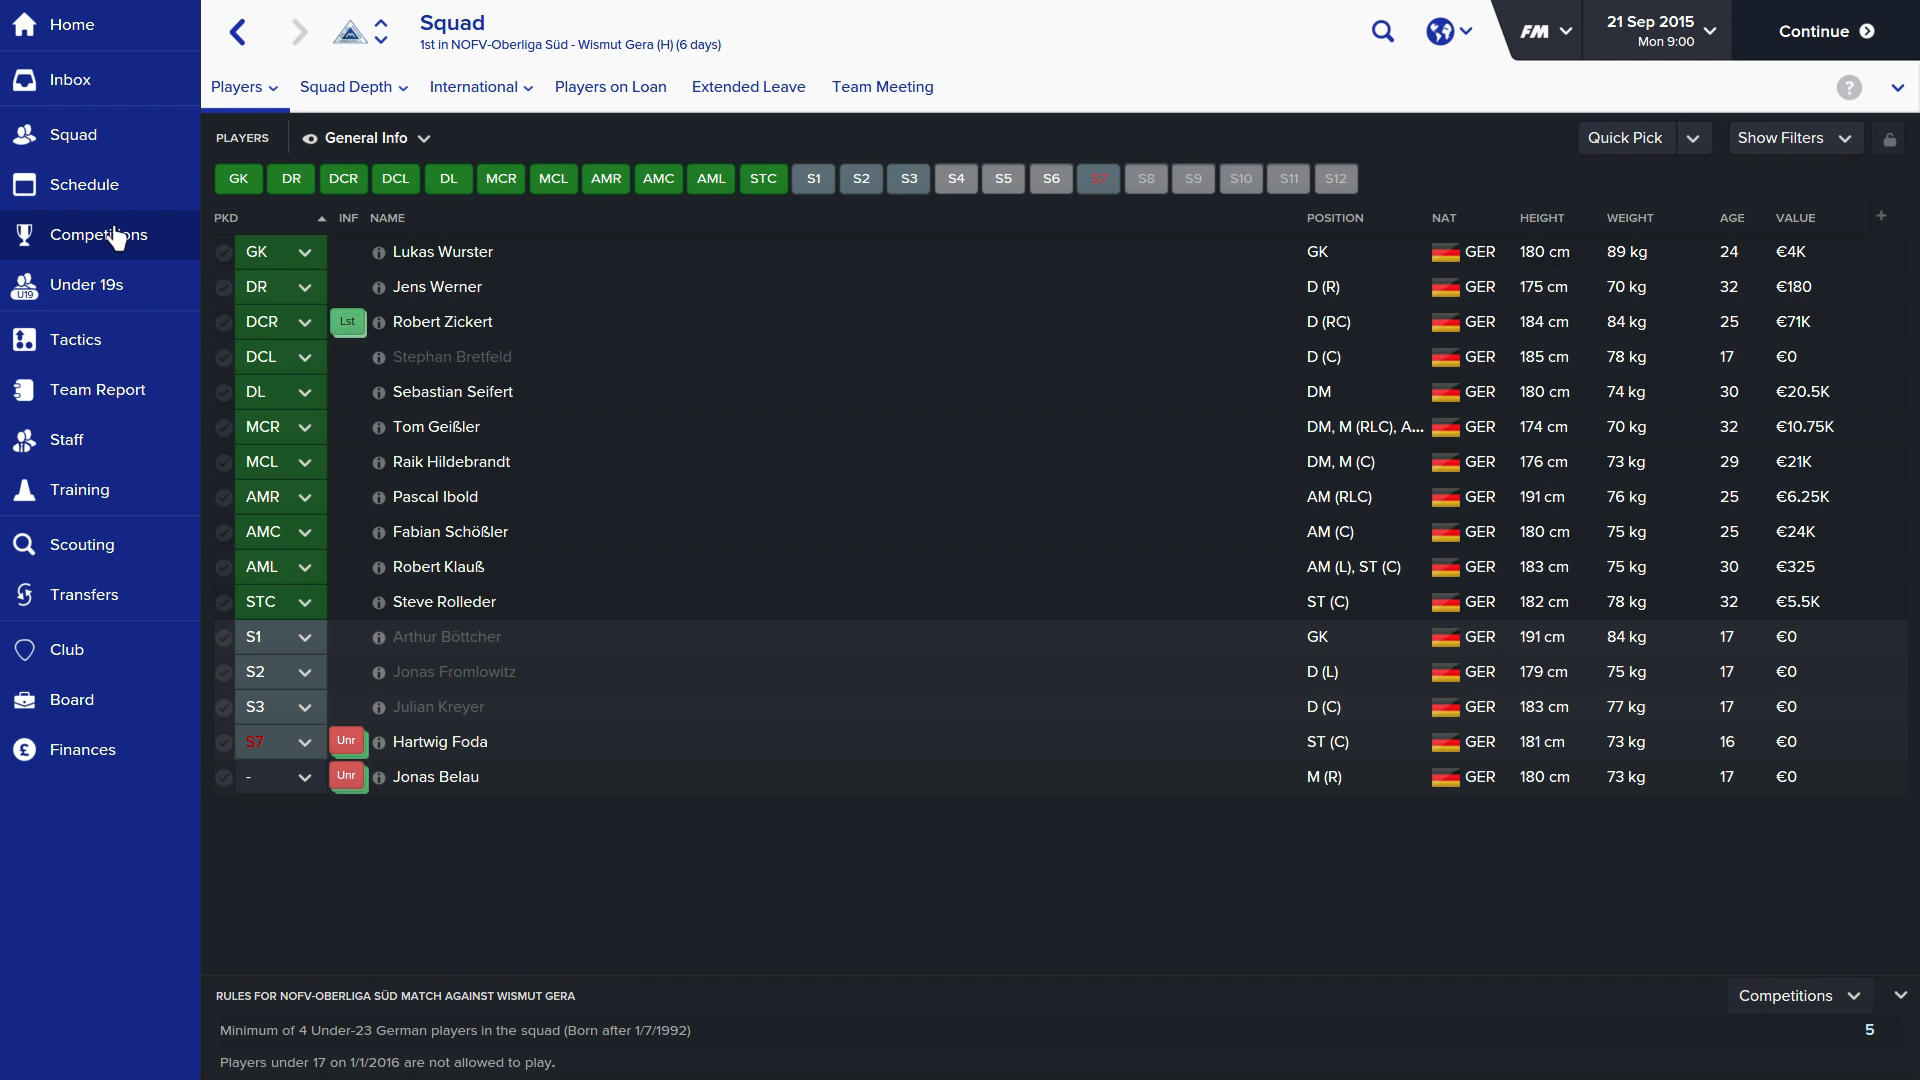 Home
Inbox
Squad
Schedule
Competitions
Under 19s
U19
Tactics
Team Report
Staff
Training
Scouting
Transfers
Club
Board
Finances
Squad
1st in NOFV-Oberliga Süd - Wismut Gera (H) (6 days)
FM
21 Sep 2015
Mon 9:00
Continue
Players Squad Depth International Players on Loan Extended Leave Team Meeting
?
PLAYERS General Info Quick Pick Show Filters
GK DR DCR DCL DL MCR MCL AMR AMC AML STC S1 S2 S3 S4 S5 S6 S7 S8 S9 S10 S11 S12
PKD INF NAME POSITION NAT HEIGHT WEIGHT AGE VALUE +
GK Lukas Wurster GK GER 180 cm 89 kg 24 €4K
DR Jens Werner D (R) GER 175 cm 70 kg 32 €180
DCR Lst Robert Zickert D (RC) GER 184 cm 84 kg 25 €71K
DCL Stephan Bretfeld D (C) GER 185 cm 78 kg 17 €0
DL Sebastian Seifert DM GER 180 cm 74 kg 30 €20.5K
MCR Tom Geißler DM, M (RLC), A... GER 174 cm 70 kg 32 €10.75K
MCL Raik Hildebrandt DM, M (C) GER 176 cm 73 kg 29 €21K
AMR Pascal Ibold AM (RLC) GER 191 cm 76 kg 25 €6.25K
AMC Fabian Schößler AM (C) GER 180 cm 75 kg 25 €24K
AML Robert Klauß AM (L), ST (C) GER 183 cm 75 kg 30 €325
STC Steve Rolleder ST (C) GER 182 cm 78 kg 32 €5.5K
S1 Arthur Böttcher GK GER 191 cm 84 kg 17 €0
S2 Jonas Fromlowitz D (L) GER 179 cm 75 kg 17 €0
S3 Julian Kreyer D (C) GER 183 cm 77 kg 17 €0
S7 Unr Hartwig Foda ST (C) GER 181 cm 73 kg 16 €0
- Unr Jonas Belau M (R) GER 180 cm 73 kg 17 €0
RULES FOR NOFV-OBERLIGA SÜD MATCH AGAINST WISMUT GERA Competitions
Minimum of 4 Under-23 German players in the squad (Born after 1/7/1992) 5
Players under 17 on 1/1/2016 are not allowed to play.